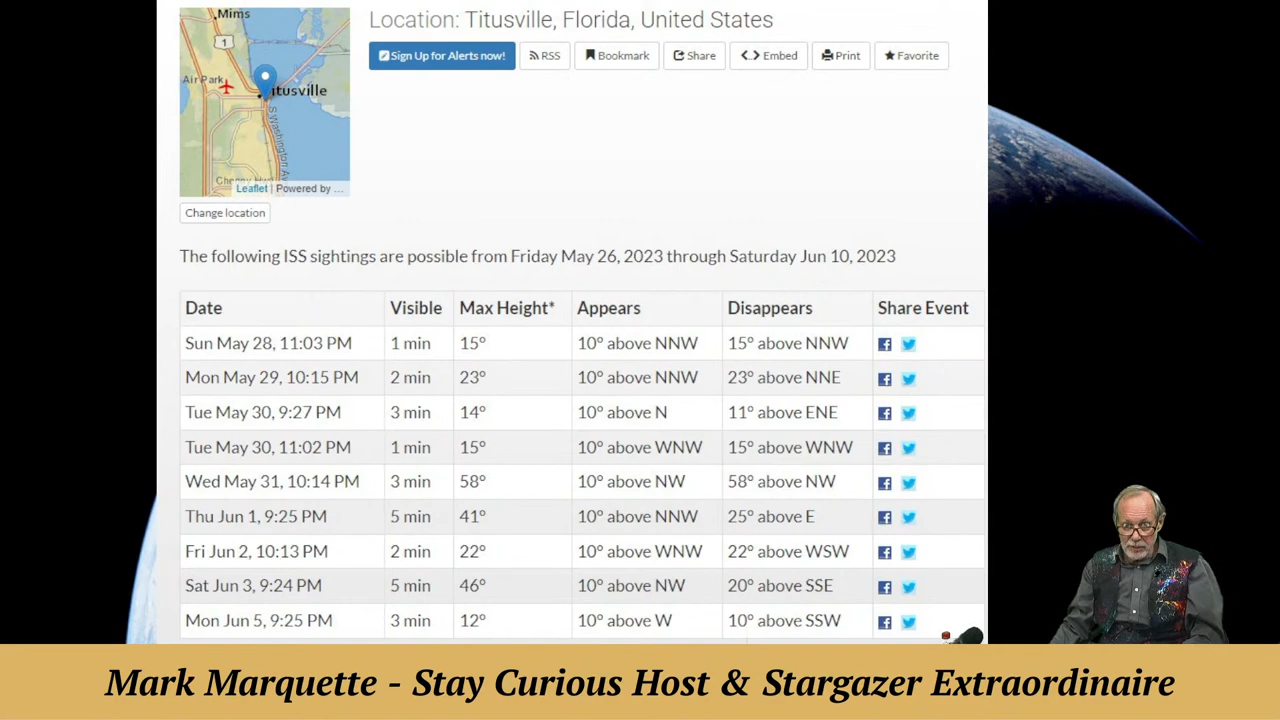 Mims
1
Air Park
Titusville
S Washington Av
Cheney Hwy
Leaflet | Powered by ...
Change location
Location: Titusville, Florida, United States
Sign Up for Alerts now! RSS Bookmark Share Embed Print Favorite
The following ISS sightings are possible from Friday May 26, 2023 through Saturday Jun 10, 2023
Date Visible Max Height* Appears Disappears Share Event
Sun May 28, 11:03 PM 1 min 15° 10° above NNW 15° above NNW
Mon May 29, 10:15 PM 2 min 23° 10° above NNW 23° above NNE
Tue May 30, 9:27 PM 3 min 14° 10° above N 11° above ENE
Tue May 30, 11:02 PM 1 min 15° 10° above WNW 15° above WNW
Wed May 31, 10:14 PM 3 min 58° 10° above NW 58° above NW
Thu Jun 1, 9:25 PM 5 min 41° 10° above NNW 25° above E
Fri Jun 2, 10:13 PM 2 min 22° 10° above WNW 22° above WSW
Sat Jun 3, 9:24 PM 5 min 46° 10° above NW 20° above SSE
Mon Jun 5, 9:25 PM 3 min 12° 10° above W 10° above SSW
Mark Marquette - Stay Curious Host & Stargazer Extraordinaire